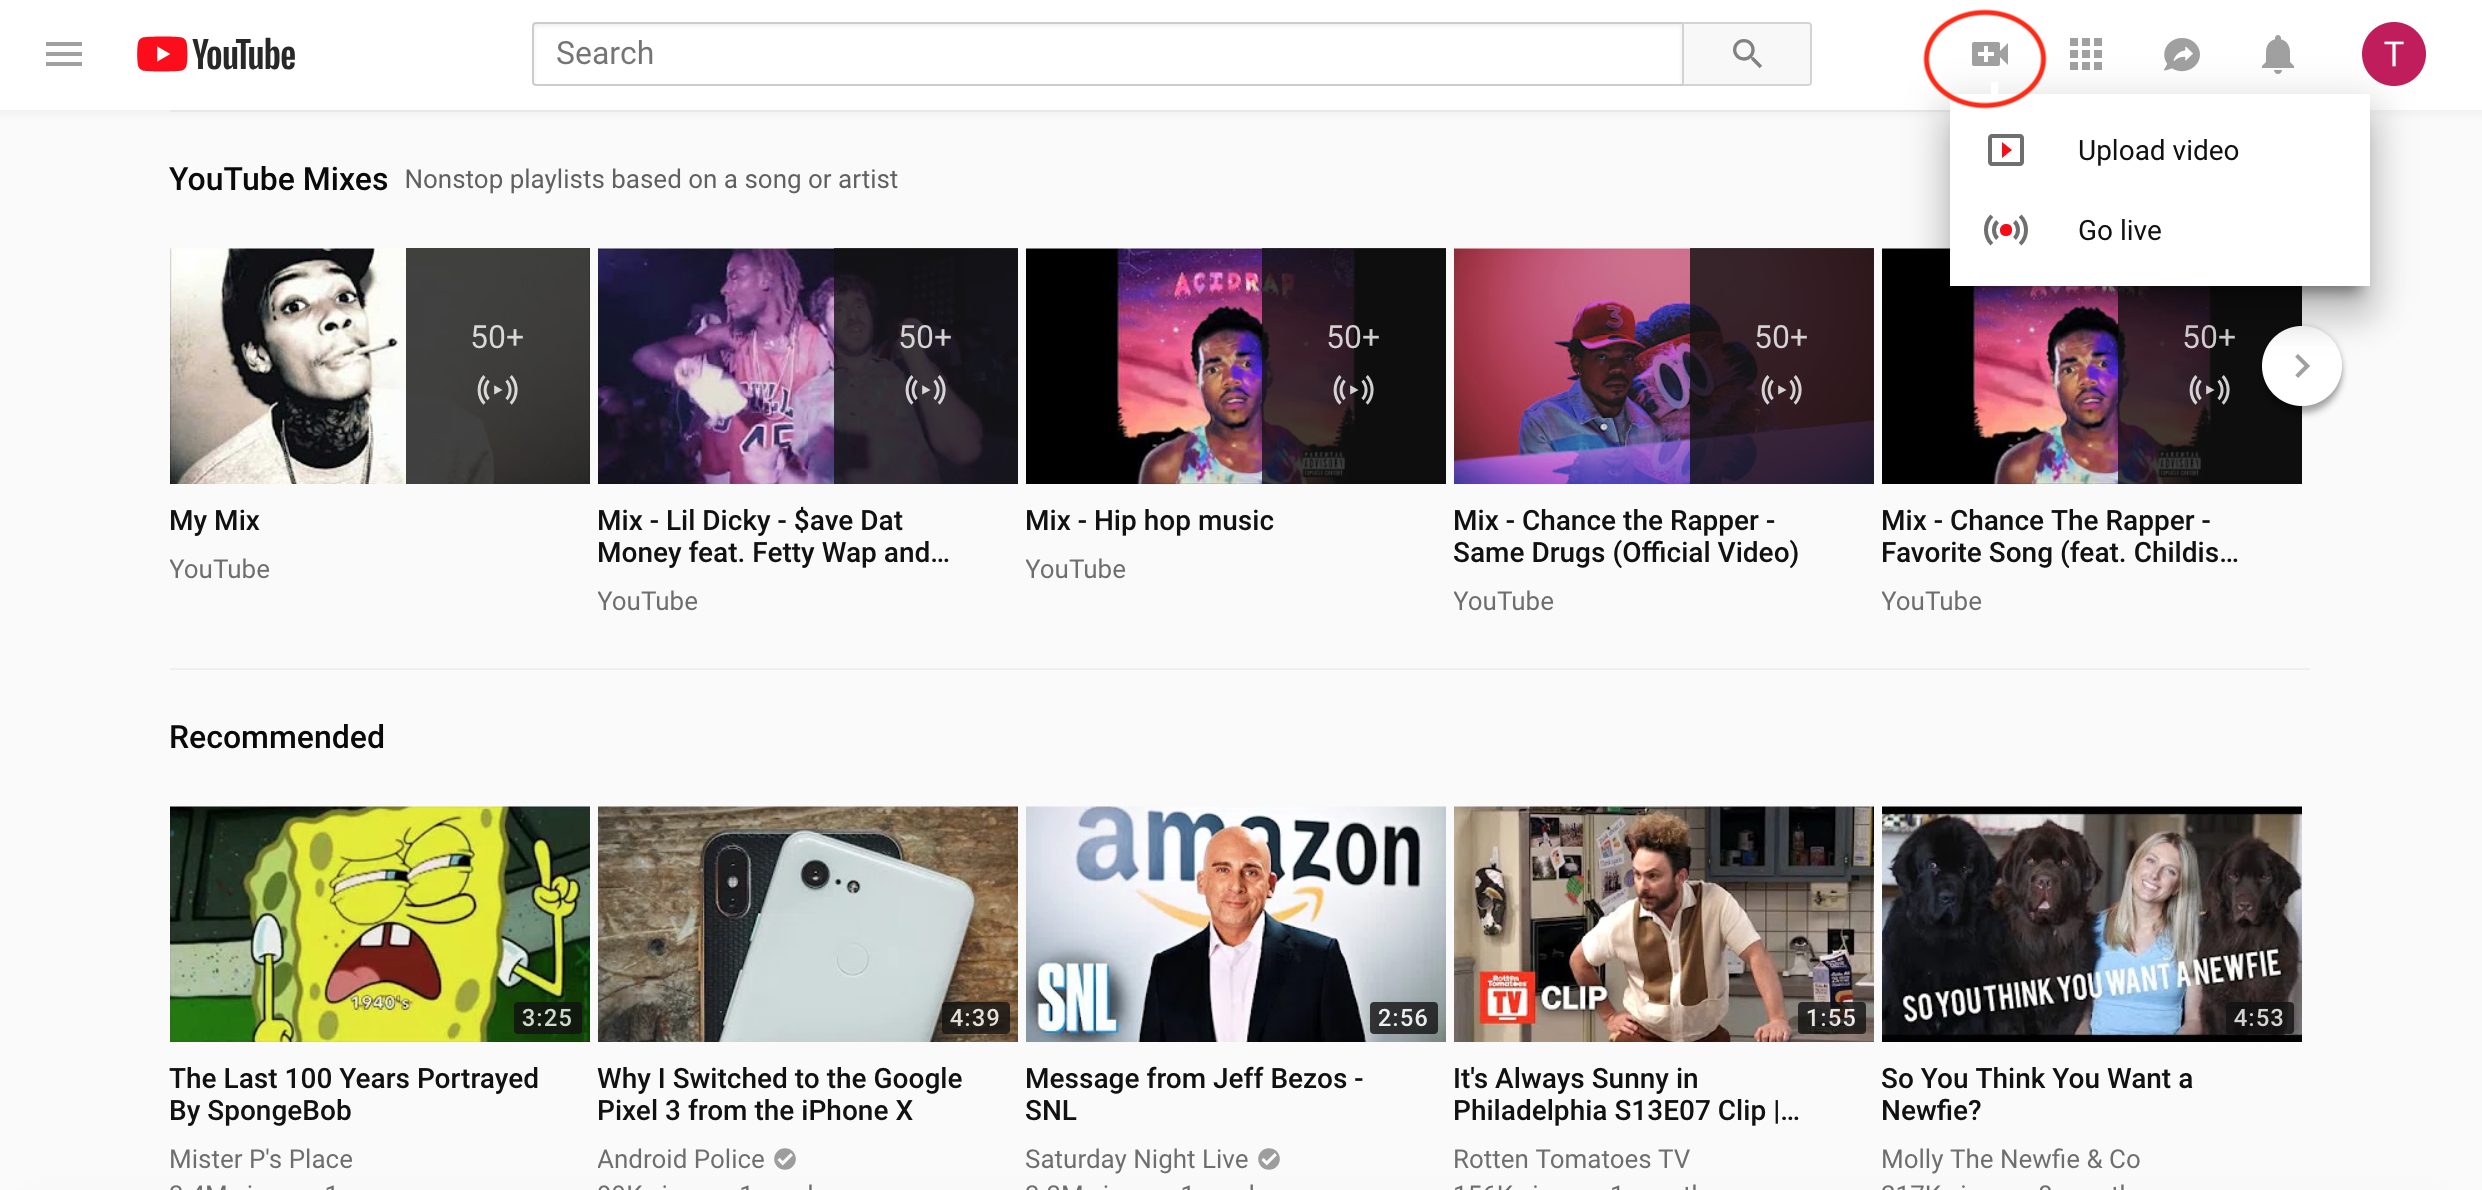 YouTube
Search
T
Upload video
Go live
YouTube Mixes Nonstop playlists based on a song or artist
ACIDRAP
50+
50+
50+
50+
50+
My Mix
YouTube
Mix - Lil Dicky - $ave Dat
Money feat. Fetty Wap and...
YouTube
Mix - Hip hop music
YouTube
Mix - Chance the Rapper -
Same Drugs (Official Video)
YouTube
Mix - Chance The Rapper -
Favorite Song (feat. Childis...
YouTube
Recommended
1940's
3:25
4:39
amazon
SNL
2:56
Rotten
Tomatoes
TV
CLIP
1:55
SO YOU THINK YOU WANT A NEWFIE
4:53
The Last 100 Years Portrayed
By SpongeBob
Mister P's Place
Why I Switched to the Google
Pixel 3 from the iPhone X
Android Police
Message from Jeff Bezos -
SNL
Saturday Night Live
It's Always Sunny in
Philadelphia S13E07 Clip |...
Rotten Tomatoes TV
So You Think You Want a
Newfie?
Molly The Newfie & Co